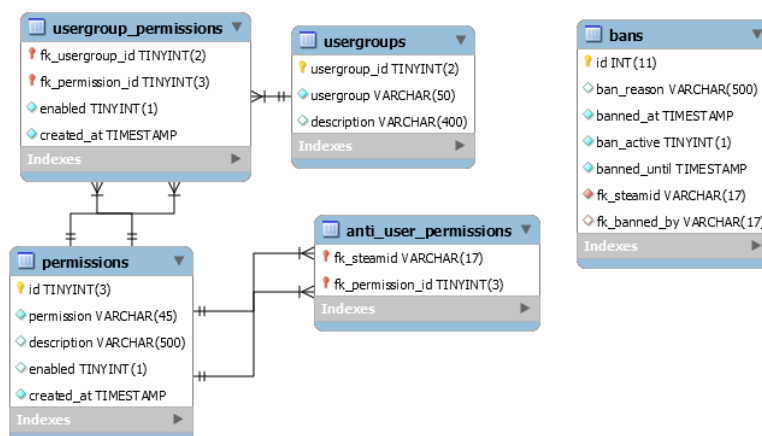 usergroup_permissions
fk_usergroup_id TINYINT(2)
fk_permission_id TINYINT(3)
enabled TINYINT(1)
created_at TIMESTAMP
Indexes
usergroups
usergroup_id TINYINT(2)
usergroup VARCHAR(50)
description VARCHAR(400)
Indexes
bans
id INT(11)
ban_reason VARCHAR(500)
banned_at TIMESTAMP
ban_active TINYINT(1)
banned_until TIMESTAMP
fk_steamid VARCHAR(17)
fk_banned_by VARCHAR(17)
Indexes
permissions
id TINYINT(3)
permission VARCHAR(45)
description VARCHAR(500)
enabled TINYINT(1)
created_at TIMESTAMP
Indexes
anti_user_permissions
fk_steamid VARCHAR(17)
fk_permission_id TINYINT(3)
Indexes